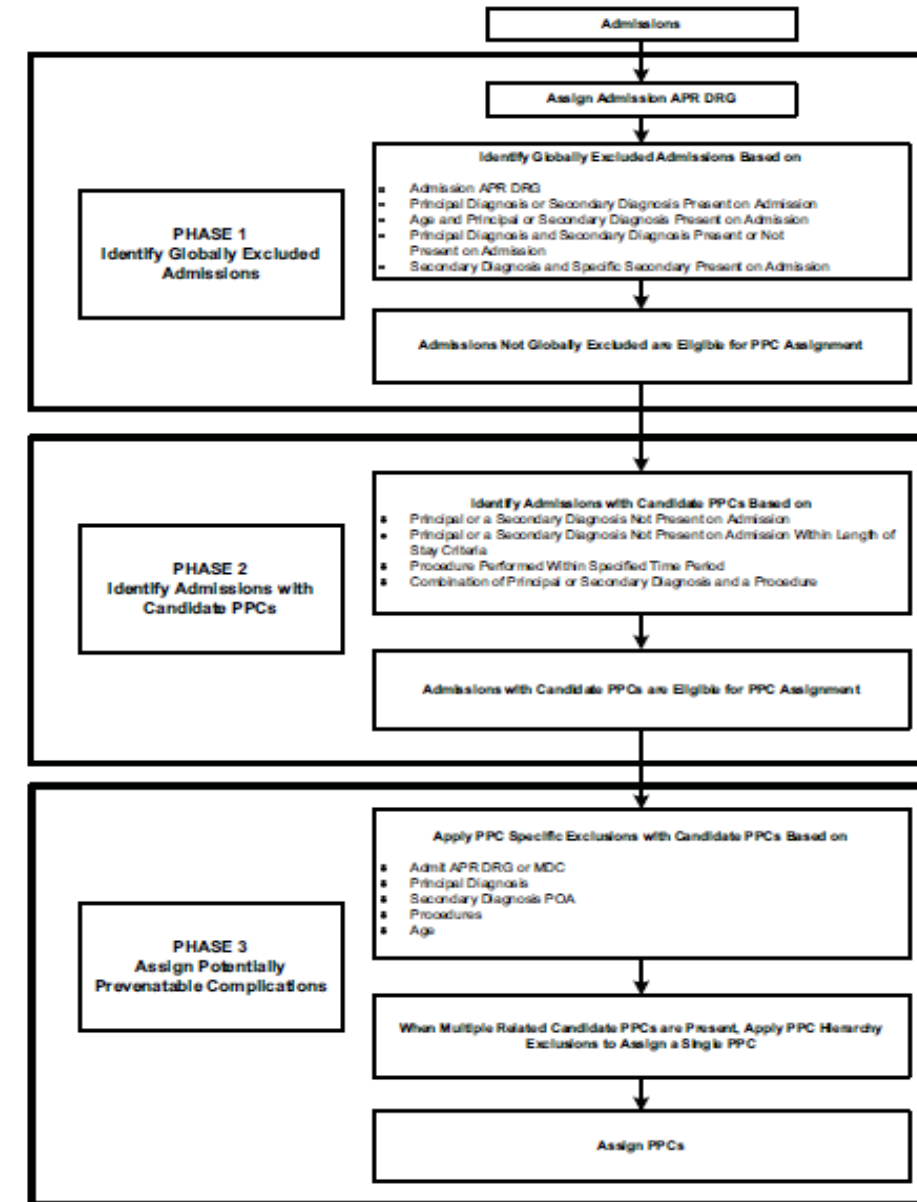 Admissions
Assign Admission APR DRG
PHASE 1
Identify Globally Excluded
Admissions
Identify Globally Excluded Admissions Based on
Admission APR DRG
Principal Diagnosis or Secondary Diagnosis Present on Admission
Age and Principal or Secondary Diagnosis Present on Admission
Principal Diagnosis and Secondary Diagnosis Present or Not
Present on Admission
Secondary Diagnosis and Specific Secondary Present on Admission
Admissions Not Globally Excluded are Eligible for PPC Assignment
PHASE 2
Identify Admissions with
Candidate PPCs
Identify Admissions with Candidate PPCs Based on
Principal or a Secondary Diagnosis Not Present on Admission
Principal or a Secondary Diagnosis Not Present on Admission Within Length of
Stay Criteria
Procedure Performed Within Specified Time Period
Combination of Principal or Secondary Diagnosis and a Procedure
Admissions with Candidate PPCs are Eligible for PPC Assignment
PHASE 3
Assign Potentially
Prevenatable Complications
Apply PPC Specific Exclusions with Candidate PPCs Based on
Admit APR DRG or MDC
Principal Diagnosis
Secondary Diagnosis POA
Procedures
Age
When Multiple Related Candidate PPCs are Present, Apply PPC Hierarchy
Exclusions to Assign a Single PPC
Assign PPCs